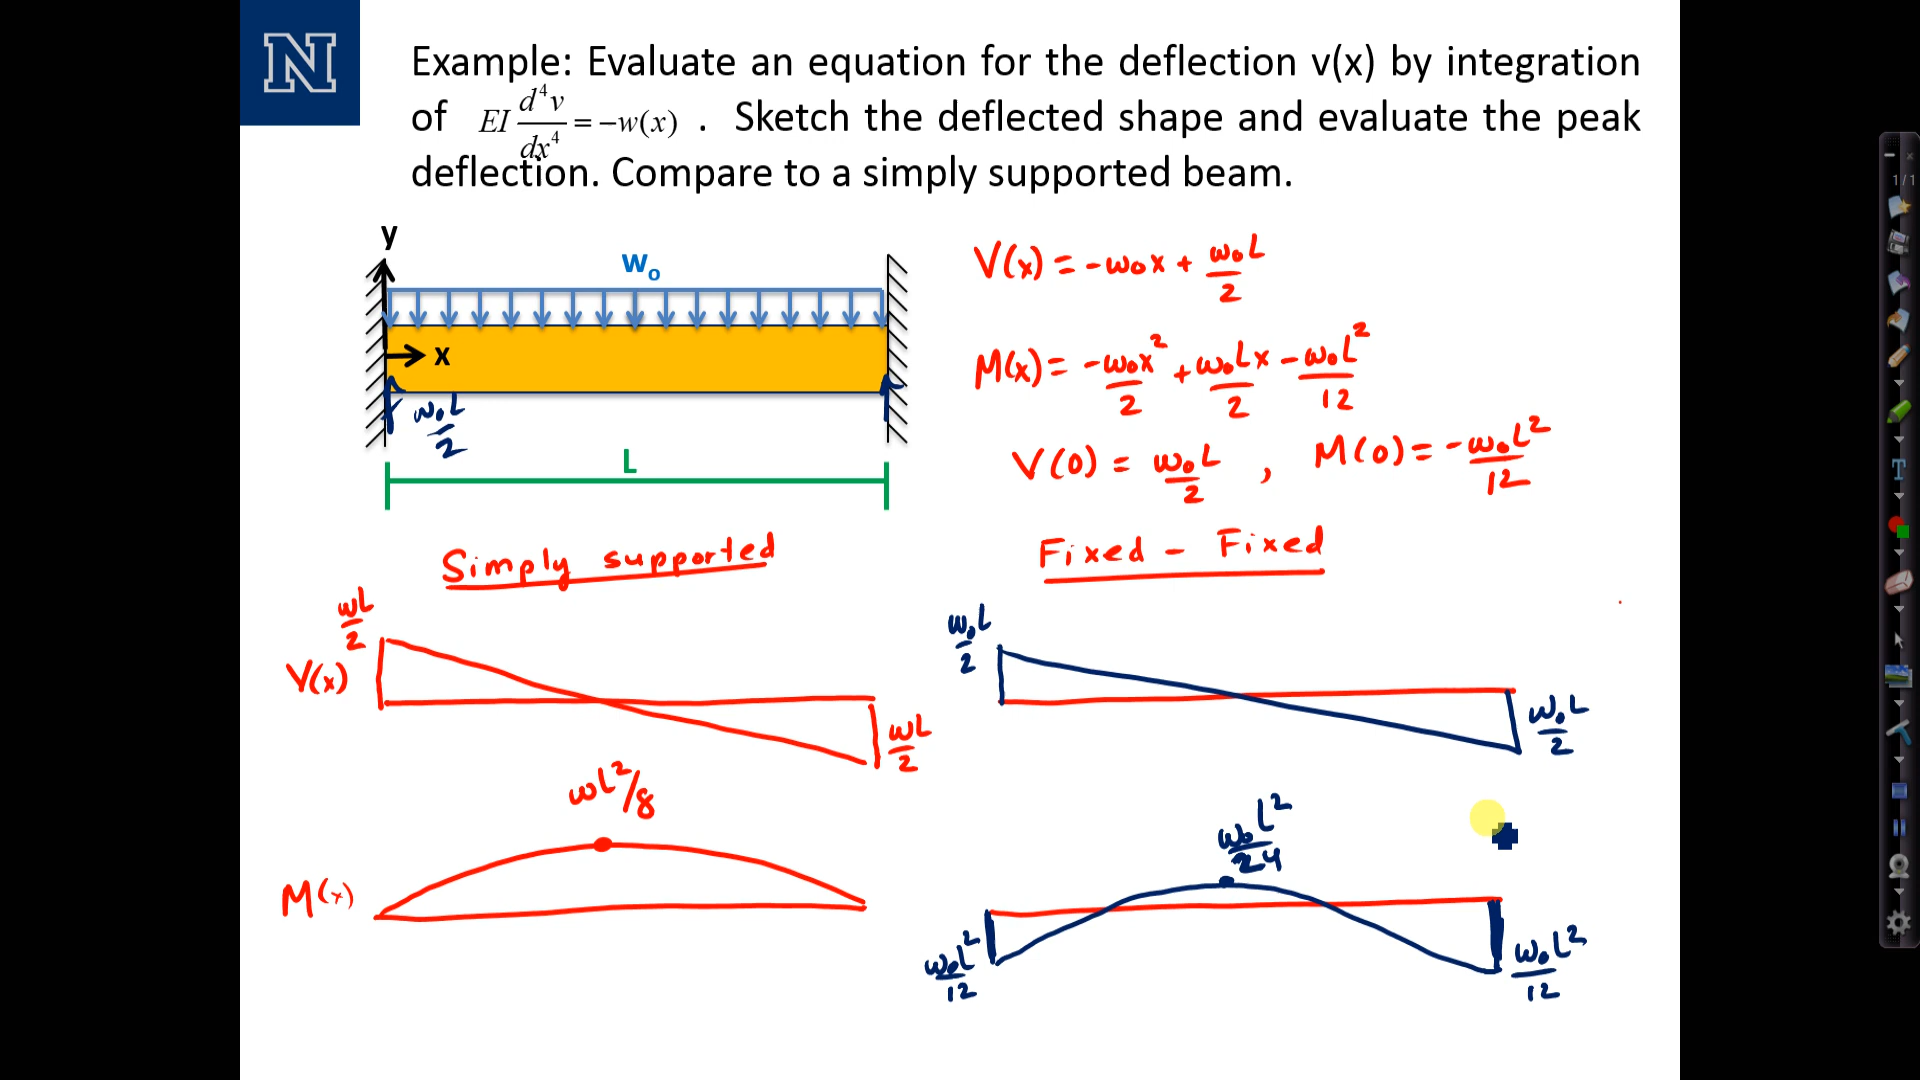 N
Example: Evaluate an equation for the deflection v(x) by integration
of EI d⁴v/dx⁴ = −w(x) . Sketch the deflected shape and evaluate the peak
deflection. Compare to a simply supported beam.
y
w₀
x
w₀L/2
L
V(x) = -w₀x + w₀L/2
M(x) = -w₀x²/2 + w₀Lx/2 - w₀L²/12
V(0) = w₀L/2 , M(0) = -w₀L²/12
Simply supported
Fixed - Fixed
wL/2
V(x)
wL/2
w₀L/2
w₀L/2
wL²/8
M(x)
w₀L²/24
w₀L²/12
w₀L²/12
1/1
T